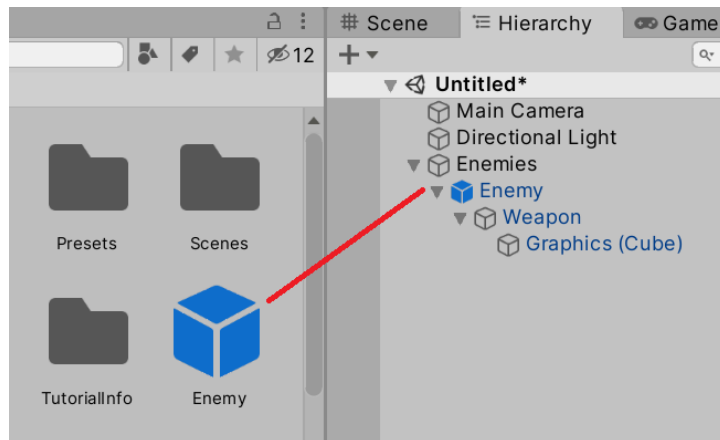 12
Presets
Scenes
TutorialInfo
Enemy
Scene
Hierarchy
Game
Untitled*
Main Camera
Directional Light
Enemies
Enemy
Weapon
Graphics (Cube)